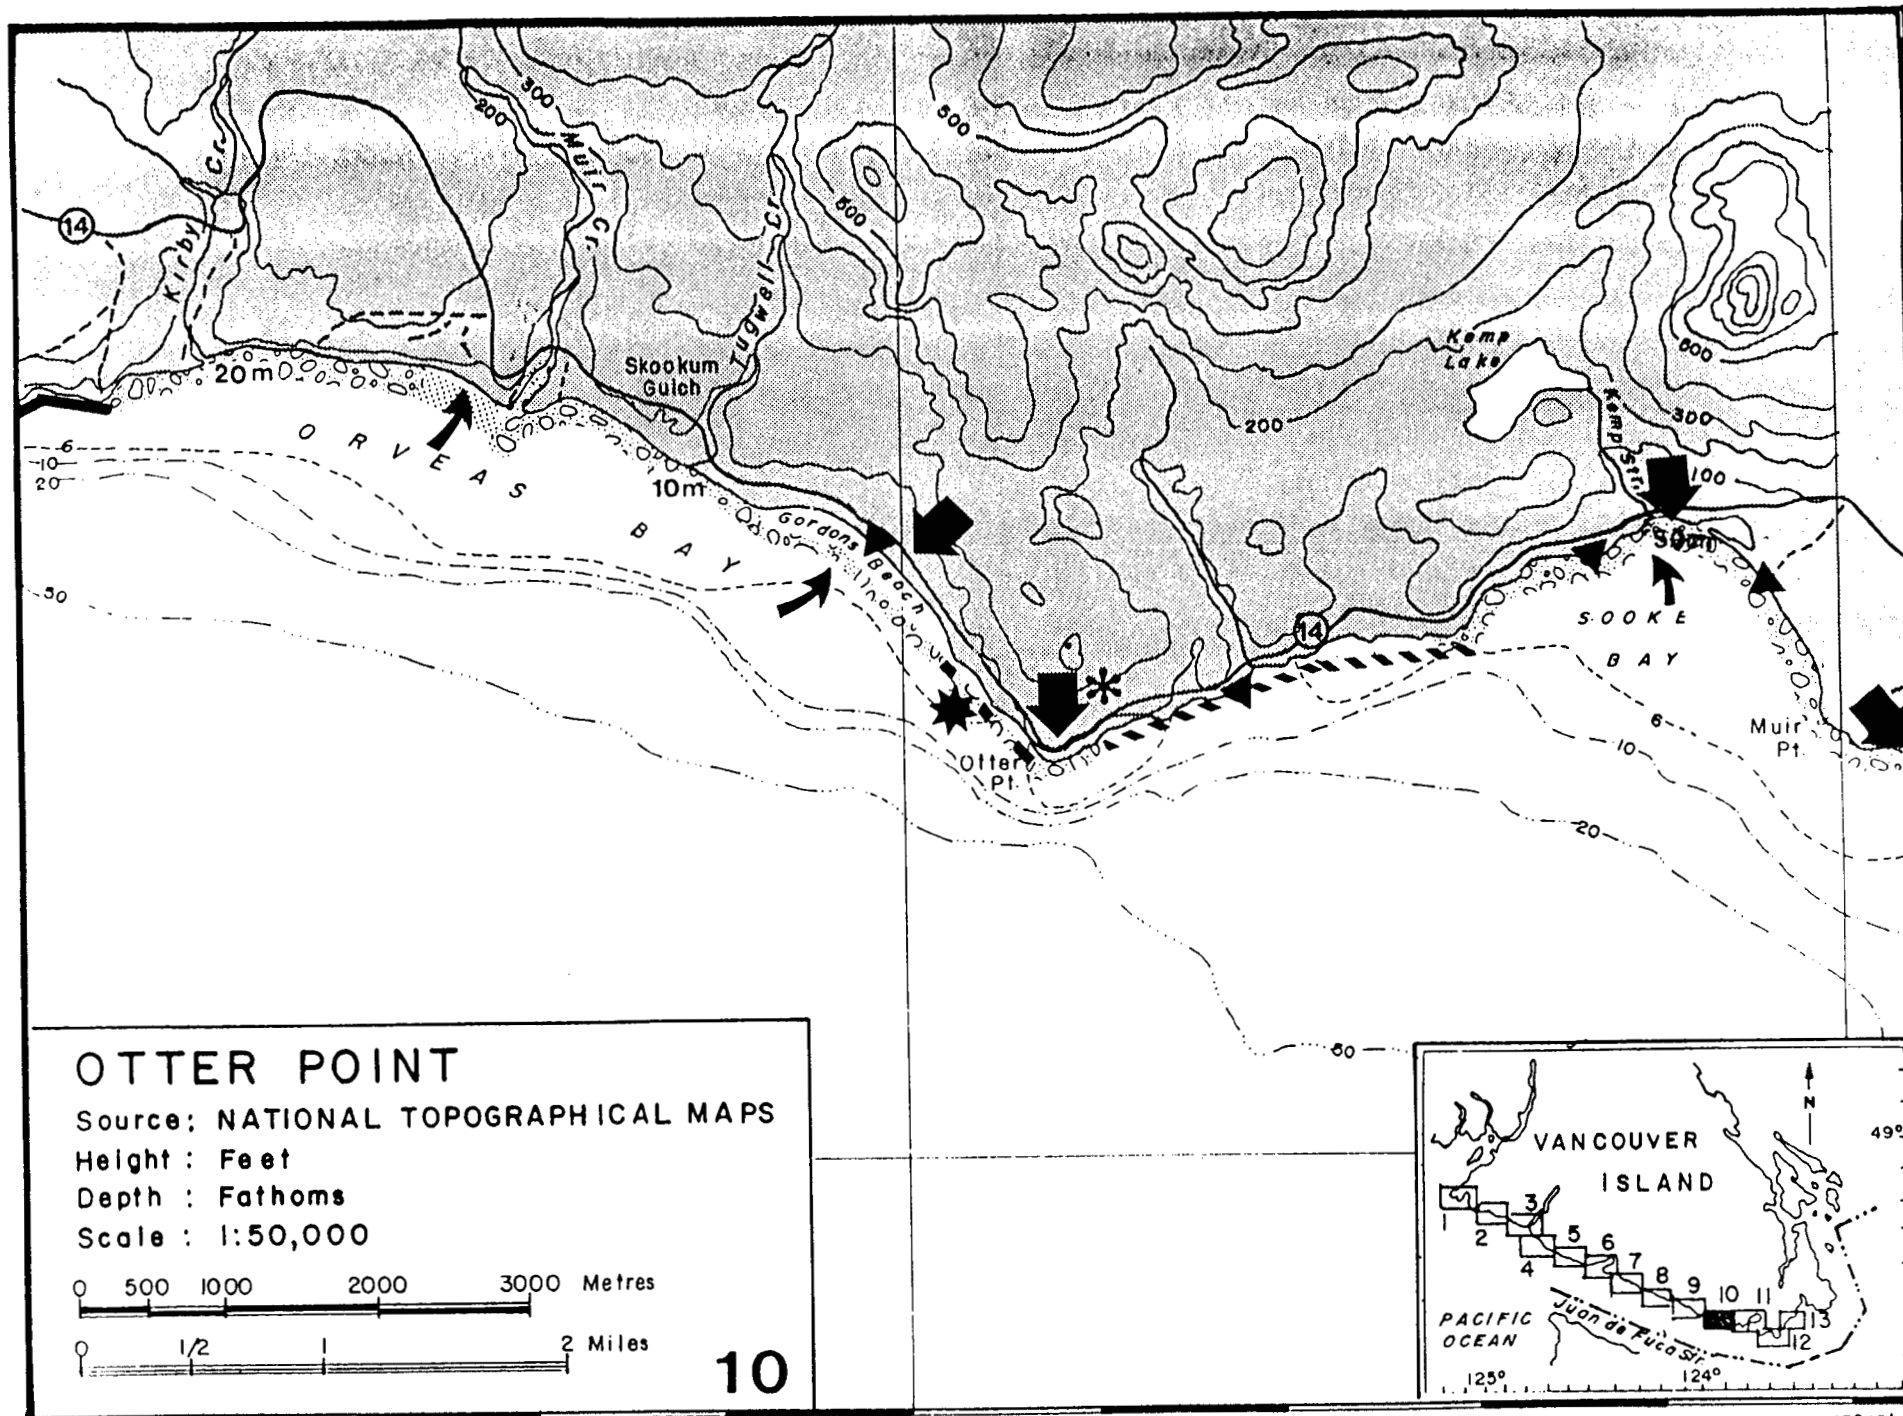 300
200
500
14
Kirby Cr.
Muir Cr.
Tugwell Cr.
500
600
Kemp
Lake
300
Kemp Str.
200
100
Skookum
Gulch
20m
10m
ORVEAS
BAY
6
10
20
50
Gordons Beach
14
SOOKE
BAY
Muir
Pt.
Otter
Pt.
6
10
20
50
OTTER POINT
Source: NATIONAL TOPOGRAPHICAL MAPS
Height : Feet
Depth : Fathoms
Scale : 1:50,000
0 500 1000 2000 3000 Metres
0 1/2 1 2 Miles
10
N
49°
VANCOUVER
ISLAND
1 2 3 4 5 6 7 8 9 10 11 12 13
PACIFIC
OCEAN
Juan de Fuca Str.
125° 124°